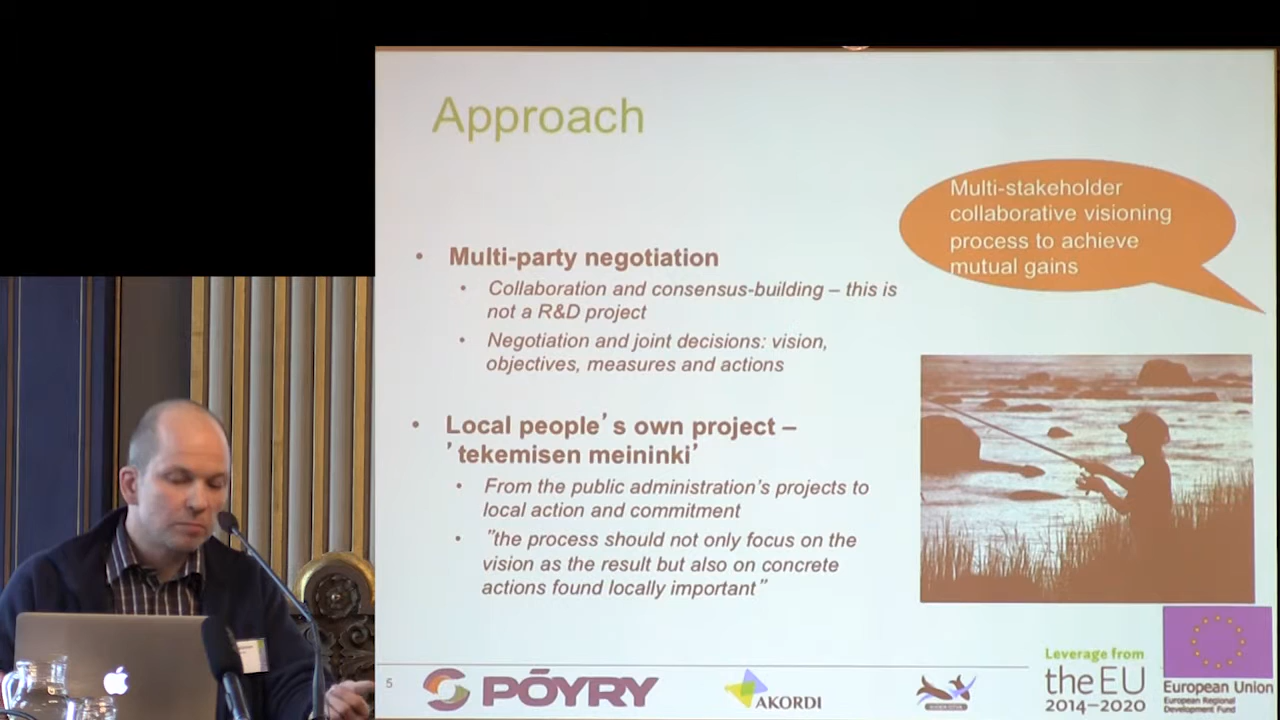 Approach
Multi-stakeholder
collaborative visioning
process to achieve
mutual gains
• Multi-party negotiation
• Collaboration and consensus-building – this is
not a R&D project
• Negotiation and joint decisions: vision,
objectives, measures and actions
• Local people's own project –
'tekemisen meininki'
• From the public administration's projects to
local action and commitment
• "the process should not only focus on the
vision as the result but also on concrete
actions found locally important"
5
PÖYRY
AKORDI
Leverage from
the EU
2014–2020
European Union
European Regional
Development Fund